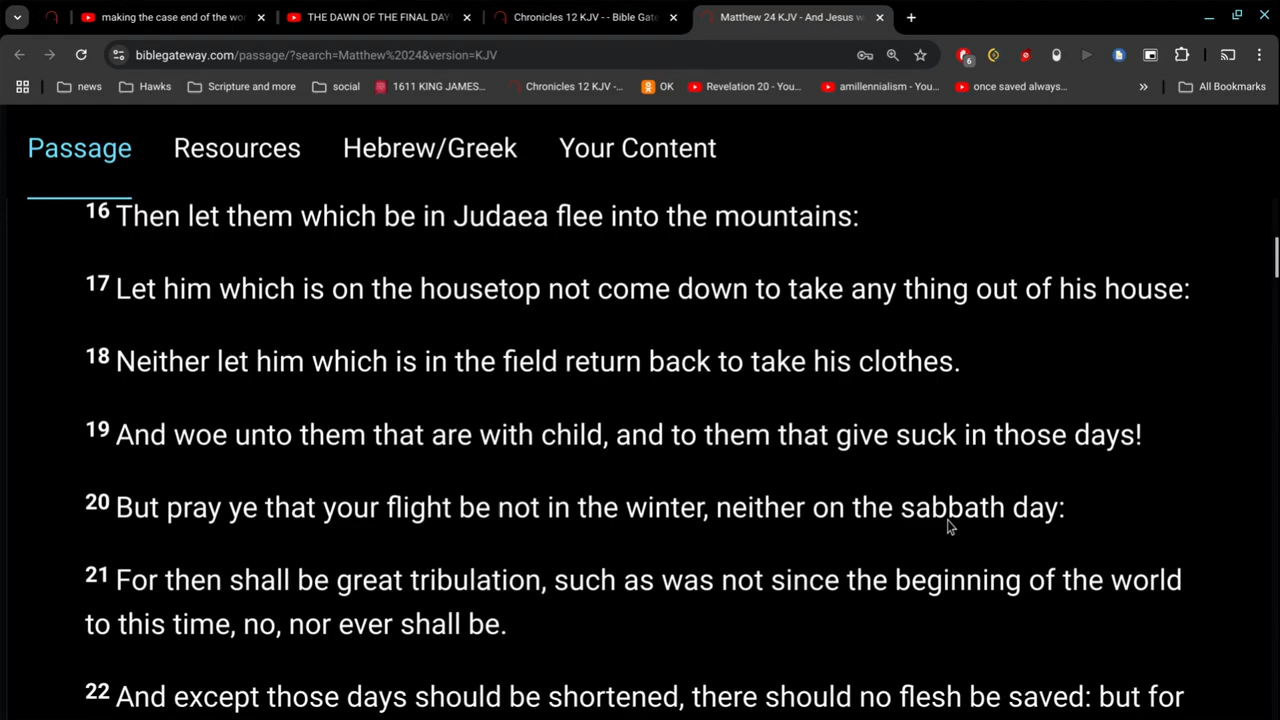 making the case end of the wo
THE DAWN OF THE FINAL DAY
Chronicles 12 KJV - - Bible Gate
Matthew 24 KJV - And Jesus w
biblegateway.com/passage/?search=Matthew%2024&version=KJV
6
news
Hawks
Scripture and more
social
1611 KING JAMES...
Chronicles 12 KJV -...
OK
Revelation 20 - You...
amillennialism - You...
once saved always...
»
All Bookmarks
Passage
Resources
Hebrew/Greek
Your Content
16 Then let them which be in Judaea flee into the mountains:
17 Let him which is on the housetop not come down to take any thing out of his house:
18 Neither let him which is in the field return back to take his clothes.
19 And woe unto them that are with child, and to them that give suck in those days!
20 But pray ye that your flight be not in the winter, neither on the sabbath day:
21 For then shall be great tribulation, such as was not since the beginning of the world
to this time, no, nor ever shall be.
22 And except those days should be shortened, there should no flesh be saved: but for